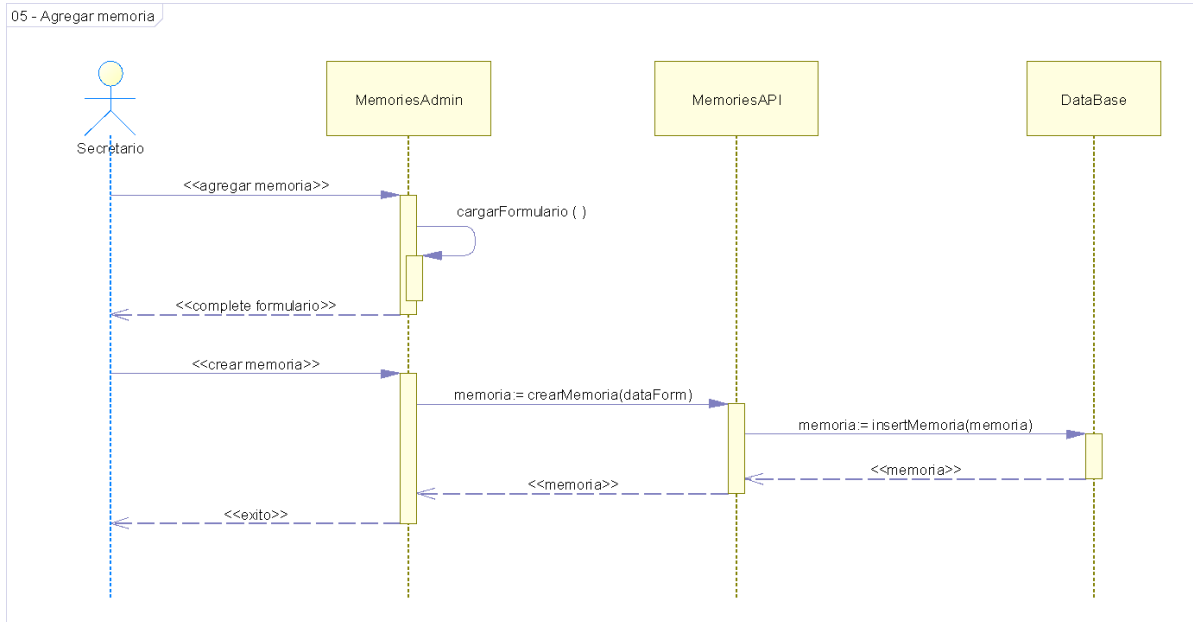 05 - Agregar memoria
MemoriesAdmin
MemoriesAPI
DataBase
Secretario
<<agregar memoria>>
cargarFormulario ( )
<<complete formulario>>
<<crear memoria>>
memoria:= crearMemoria(dataForm)
memoria:= insertMemoria(memoria)
<<memoria>>
<<memoria>>
<<exito>>